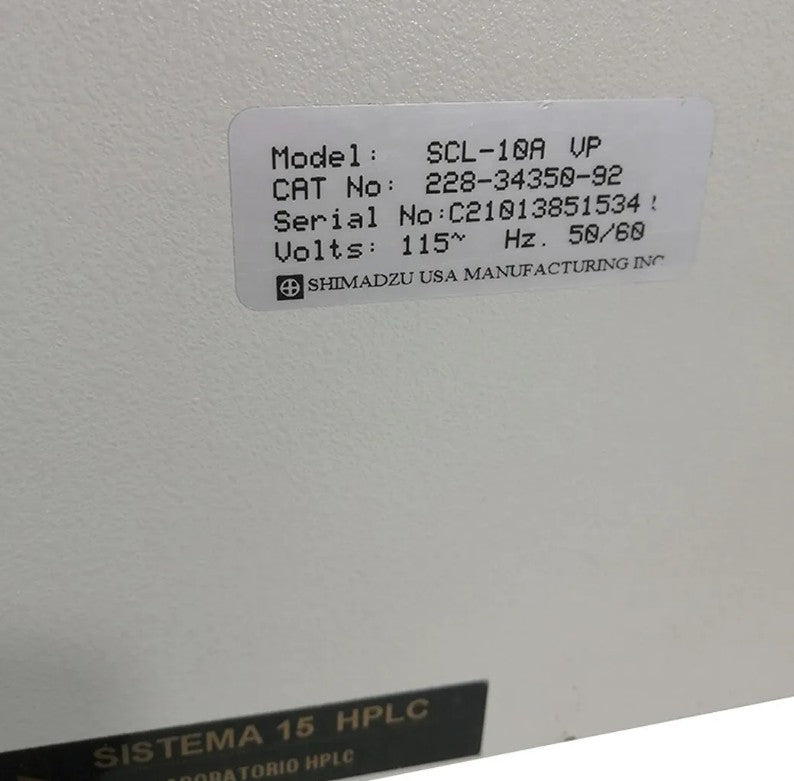 Model: SCL-10A VP
CAT No: 228-34350-92
Serial No:C21013851534
Volts: 115~ Hz. 50/60
SHIMADZU USA MANUFACTURING INC
SISTEMA 15 HPLC
HPLC